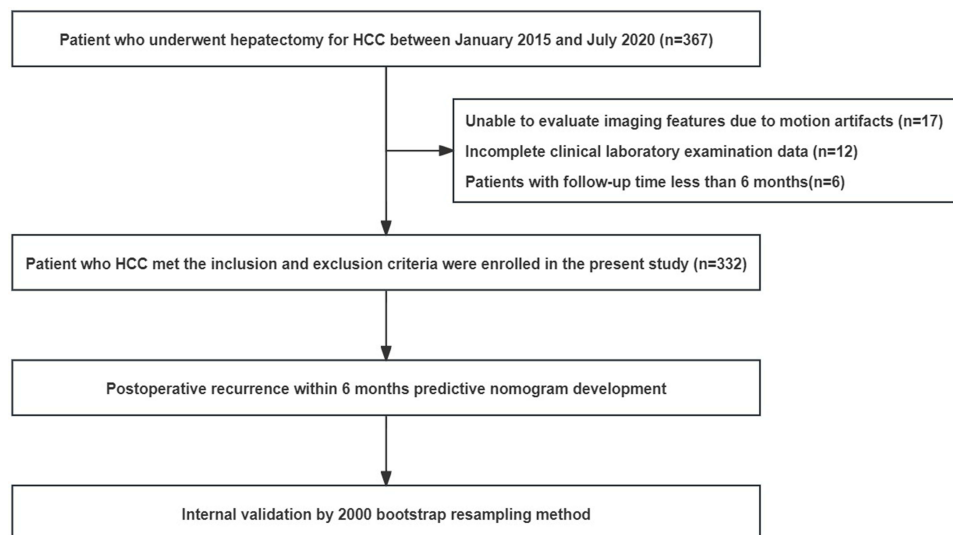 Patient who underwent hepatectomy for HCC between January 2015 and July 2020 (n=367)
Unable to evaluate imaging features due to motion artifacts (n=17)
Incomplete clinical laboratory examination data (n=12)
Patients with follow-up time less than 6 months(n=6)
Patient who HCC met the inclusion and exclusion criteria were enrolled in the present study (n=332)
Postoperative recurrence within 6 months predictive nomogram development
Internal validation by 2000 bootstrap resampling method